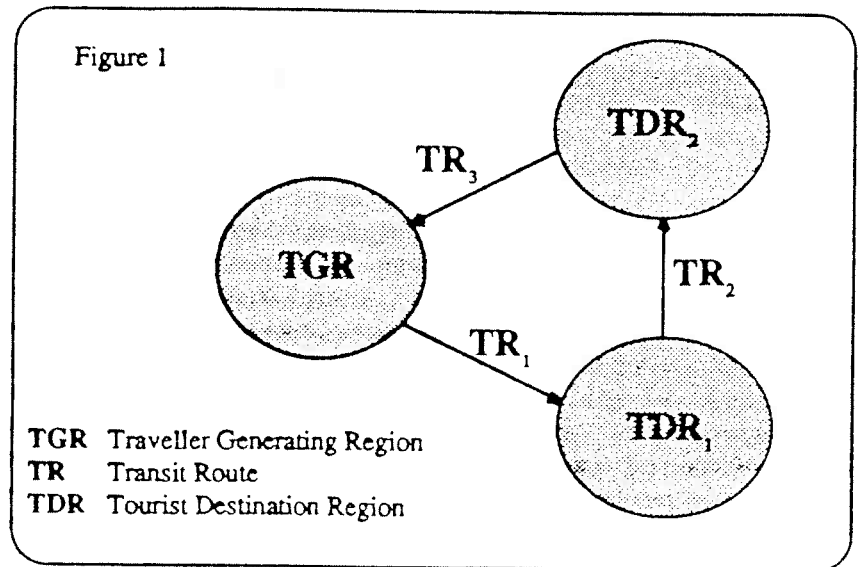 Figure 1
TDR₂
TR₃
TGR
TR₂
TR₁
TDR₁
TGR Traveller Generating Region
TR Transit Route
TDR Tourist Destination Region